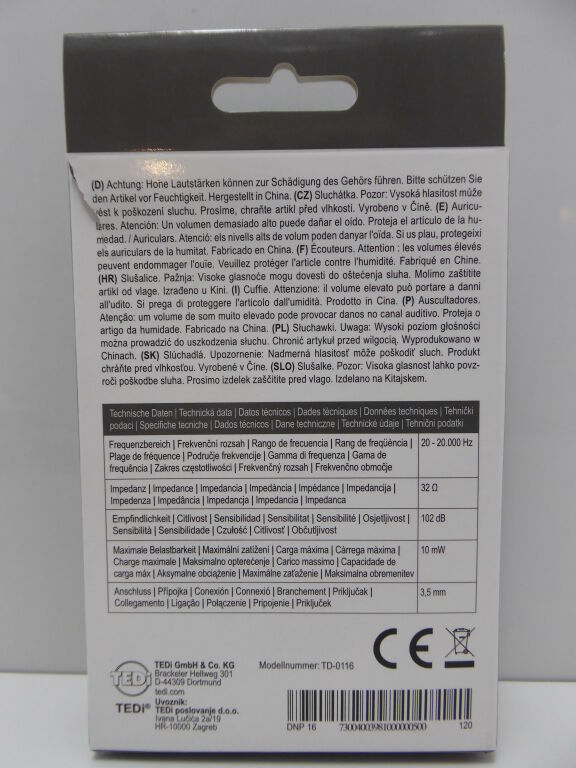 (D) Achtung: Hone Lautstärken können zur Schädigung des Gehörs führen. Bitte schützen Sie
den Artikel vor Feuchtigkeit. Hergestellt in China. (CZ) Sluchátka. Pozor: Vysoká hlasitost může
vést k poškození sluchu. Prosíme, chraňte artikl před vlhkostí. Vyrobeno v Číně. (E) Auricu-
lares. Atención: Un volumen demasiado alto puede dañar el oído. Proteja el artículo de la hu-
medad. / Auriculars. Atenció: els nivells alts de volum poden danyar l'oïda. Si us plau, protegeixi
els auriculars de la humitat. Fabricado en China. (F) Écouteurs. Attention : les volumes élevés
peuvent endommager l'ouïe. Veuillez protéger l'article contre l'humidité. Fabriqué en Chine.
(HR) Slušalice. Pažnja: Visoke glasnoće mogu dovesti do oštećenja sluha. Molimo zaštitite
artikl od vlage. Izrađeno u Kini. (I) Cuffie. Attenzione: il volume elevato può portare a danni
all'udito. Si prega di proteggere l'articolo dall'umidità. Prodotto in Cina. (P) Auscultadores.
Atenção: um volume de som muito elevado pode provocar danos no canal auditivo. Proteja o
artigo da humidade. Fabricado na China. (PL) Słuchawki. Uwaga: Wysoki poziom głośności
można prowadzić do uszkodzenia słuchu. Chronić artykuł przed wilgocią. Wyprodukowano w
Chinach. (SK) Slúchadlá. Upozornenie: Nadmerná hlasitosť môže poškodiť sluch. Produkt
chráňte pred vlhkosťou. Vyrobené v Číne. (SLO) Slušalke. Pozor: Visoka glasnost lahko povz-
roči poškodbe sluha. Prosimo izdelek zaščitite pred vlago. Izdelano na Kitajskem.
Technische Daten | Technická data | Datos técnicos | Dades tècniques | Données techniques | Tehnički
podaci | Specifiche tecniche | Dados técnicos | Dane techniczne | Technické údaje | Tehnični podatki
Frequenzbereich | Frekvenční rozsah | Rango de frecuencia | Rang de freqüència |
Plage de fréquence | Područje frekvencije | Gamma di frequenza | Gama de
frequência | Zakres częstotliwości | Frekvenčný rozsah | Frekvenčno območje
20 - 20.000 Hz
Impedanz | Impedance | Impedancia | Impedància | Impédance | Impedancija |
Impedenza | Impedância | Impedancja | Impedancia | Impedanca
32 Ω
Empfindlichkeit | Citlivost | Sensibilidad | Sensibilitat | Sensibilité | Osjetljivost |
Sensibilità | Sensibilidade | Czułość | Citlivosť | Občutljivost
102 dB
Maximale Belastbarkeit | Maximální zatížení | Carga máxima | Càrrega màxima |
Charge maximale | Maksimalno opterećenje | Carico massimo | Capacidade de
carga máx | Aksymalne obciążenie | Maximálne zaťaženie | Maksimalna obremenitev
10 mW
Anschluss | Přípojka | Conexión | Connexió | Branchement | Priključak |
Collegamento | Ligação | Połączenie | Pripojenie | Priključek
3,5 mm
TEDi
TEDi GmbH & Co. KG
Brackeler Hellweg 301
D-44309 Dortmund
tedi.com
Modellnummer: TD-0116
CE
TEDi®
Uvoznik:
TEDi poslovanje d.o.o.
Ivana Lučića 2a/19
HR-10000 Zagreb
DNP 16
73004003981000000500
120